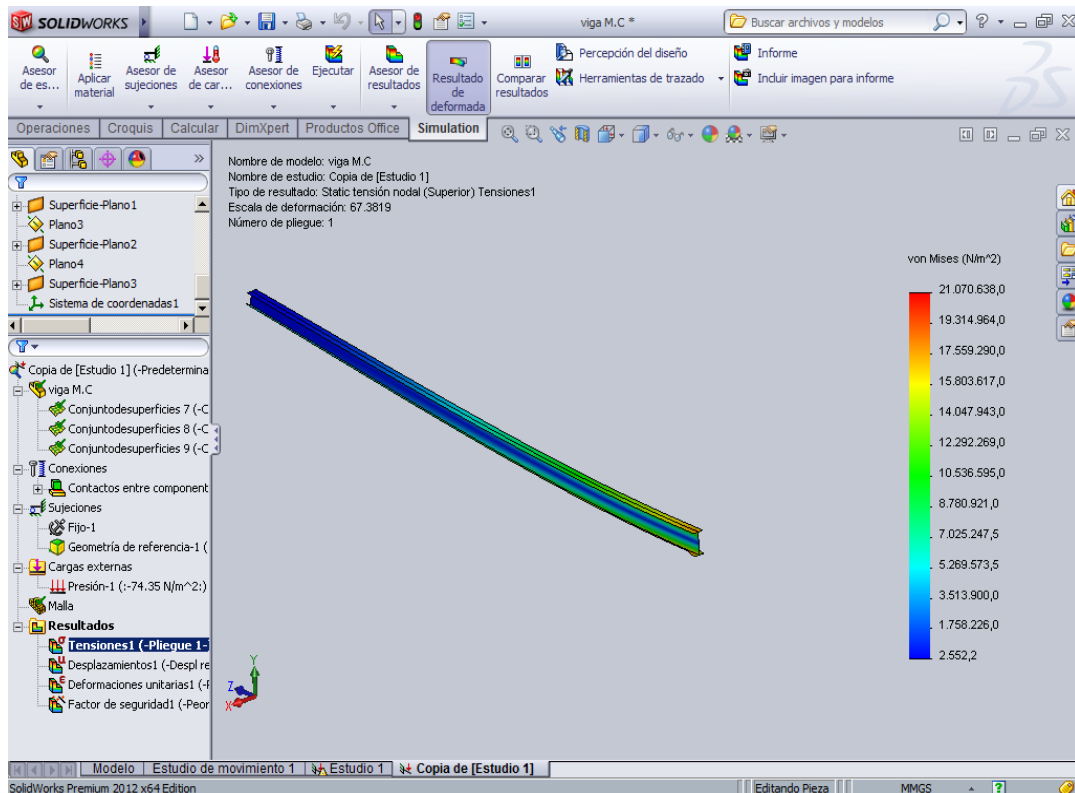 SOLIDWORKS
viga M.C *
Buscar archivos y modelos
Asesor de es...
Aplicar material
Asesor de sujeciones
Asesor de car...
Asesor de conexiones
Ejecutar
Asesor de resultados
Resultado de deformada
Comparar resultados
Percepción del diseño
Herramientas de trazado
Informe
Incluir imagen para informe
Operaciones
Croquis
Calcular
DimXpert
Productos Office
Simulation
Superficie-Plano1
Plano3
Superficie-Plano2
Plano4
Superficie-Plano3
Sistema de coordenadas1
Copia de [Estudio 1] (-Predetermina
viga M.C
Conjuntodesuperficies 7 (-C
Conjuntodesuperficies 8 (-C
Conjuntodesuperficies 9 (-C
Conexiones
Contactos entre component
Sujeciones
Fijo-1
Geometría de referencia-1 (
Cargas externas
Presión-1 (:-74.35 N/m^2:)
Malla
Resultados
Tensiones1 (-Pliegue 1-
Desplazamientos1 (-Despl re
Deformaciones unitarias1 (-F
Factor de seguridad1 (-Peor
Nombre de modelo: viga M.C
Nombre de estudio: Copia de [Estudio 1]
Tipo de resultado: Static tensión nodal (Superior) Tensiones1
Escala de deformación: 67.3819
Número de pliegue: 1
von Mises (N/m^2)
21.070.638,0
19.314.964,0
17.559.290,0
15.803.617,0
14.047.943,0
12.292.269,0
10.536.595,0
8.780.921,0
7.025.247,5
5.269.573,5
3.513.900,0
1.758.226,0
2.552,2
Y
Z
X
Modelo
Estudio de movimiento 1
Estudio 1
Copia de [Estudio 1]
SolidWorks Premium 2012 x64 Edition
Editando Pieza
MMGS